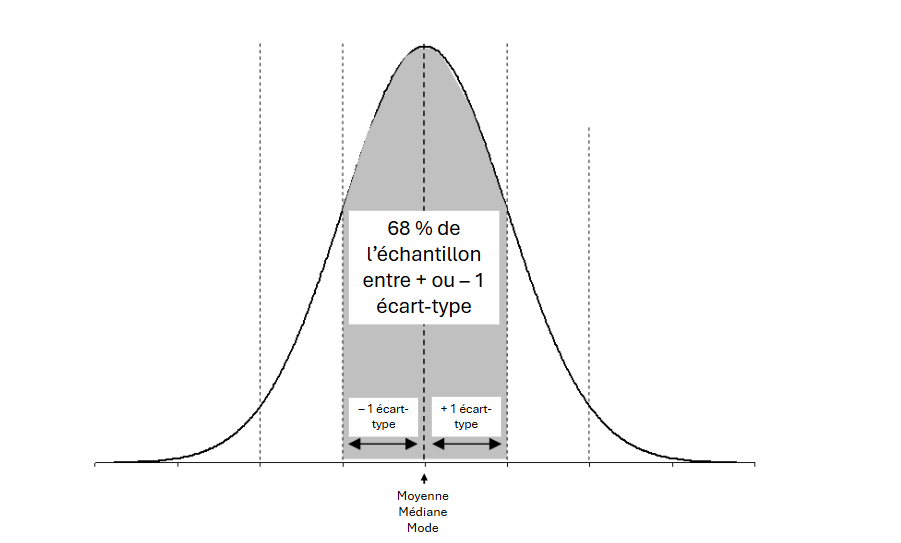 68 % de
l’échantillon
entre + ou – 1
écart-type
– 1 écart-
type
+ 1 écart-
type
Moyenne
Médiane
Mode